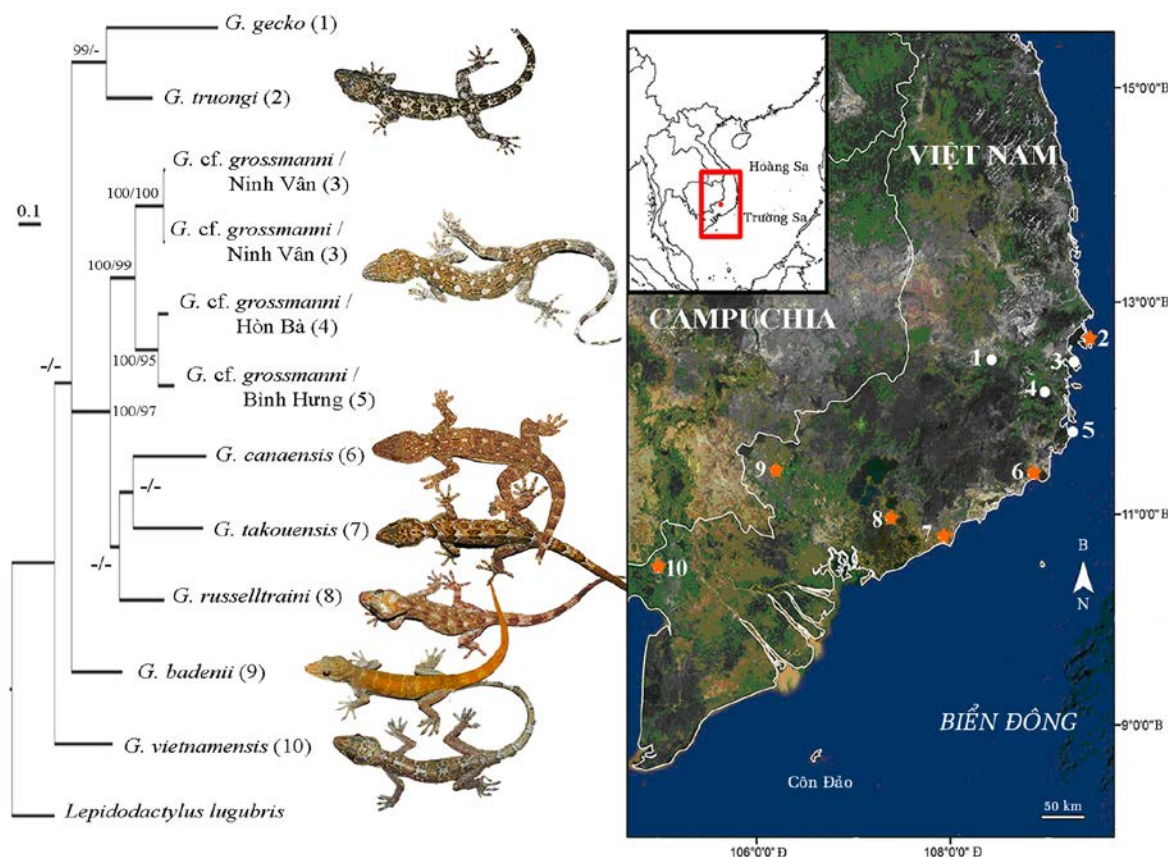 G. gecko (1)
99/-
G. truongi (2)
G. cf. grossmanni /
Ninh Vân (3)
100/100
0.1
G. cf. grossmanni /
Ninh Vân (3)
100/99
G. cf. grossmanni /
Hòn Bà (4)
100/95
-/-
G. cf. grossmanni /
Bình Hưng (5)
100/97
G. canaensis (6)
-/-
G. takouensis (7)
-/-
G. russelltraini (8)
G. badenii (9)
G. vietnamensis (10)
Lepidodactylus lugubris
VIỆT NAM
Hoàng Sa
Trường Sa
CAMPUCHIA
1
2
3
4
5
6
7
8
9
10
B
N
BIỂN ĐÔNG
Côn Đảo
50 km
15°0'0"B
13°0'0"B
11°0'0"B
9°0'0"B
106°0'0" Đ
108°0'0" Đ